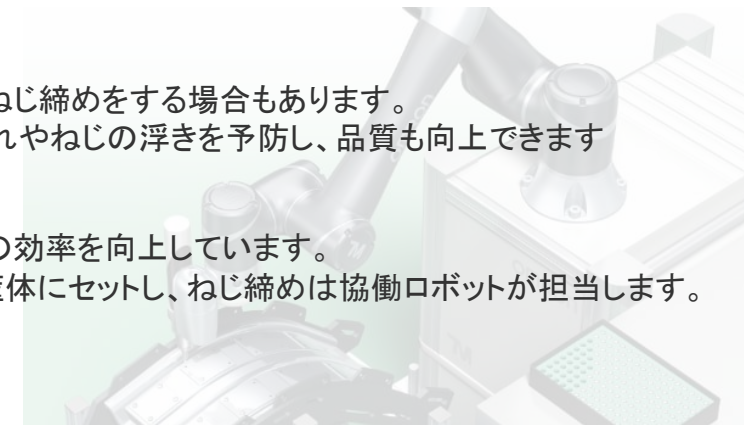 ねじ締めをする場合もあります。
れやねじの浮きを予防し、品質も向上できます
の効率を向上しています。
体にセットし、ねじ締めは協働ロボットが担当します。